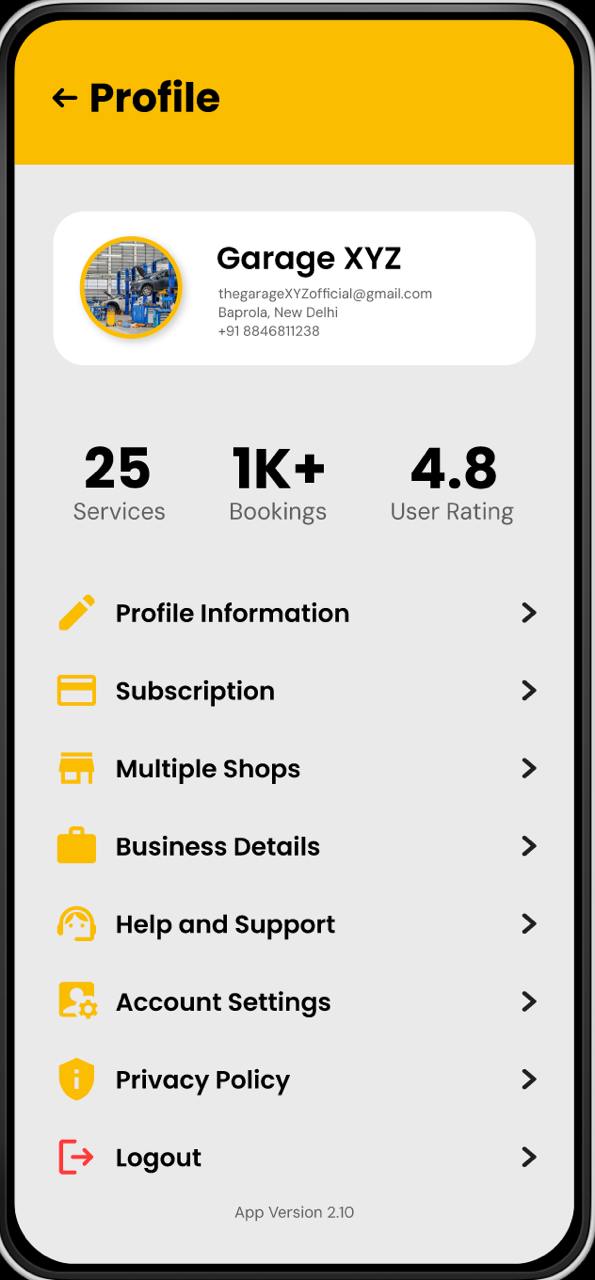 Profile
Garage XYZ
thegarageXYZofficial@gmail.com
Baprola, New Delhi
+91 8846811238
25 1K+ 4.8
Services Bookings User Rating
Profile Information
Subscription
Multiple Shops
Business Details
Help and Support
Account Settings
Privacy Policy
Logout
App Version 2.10